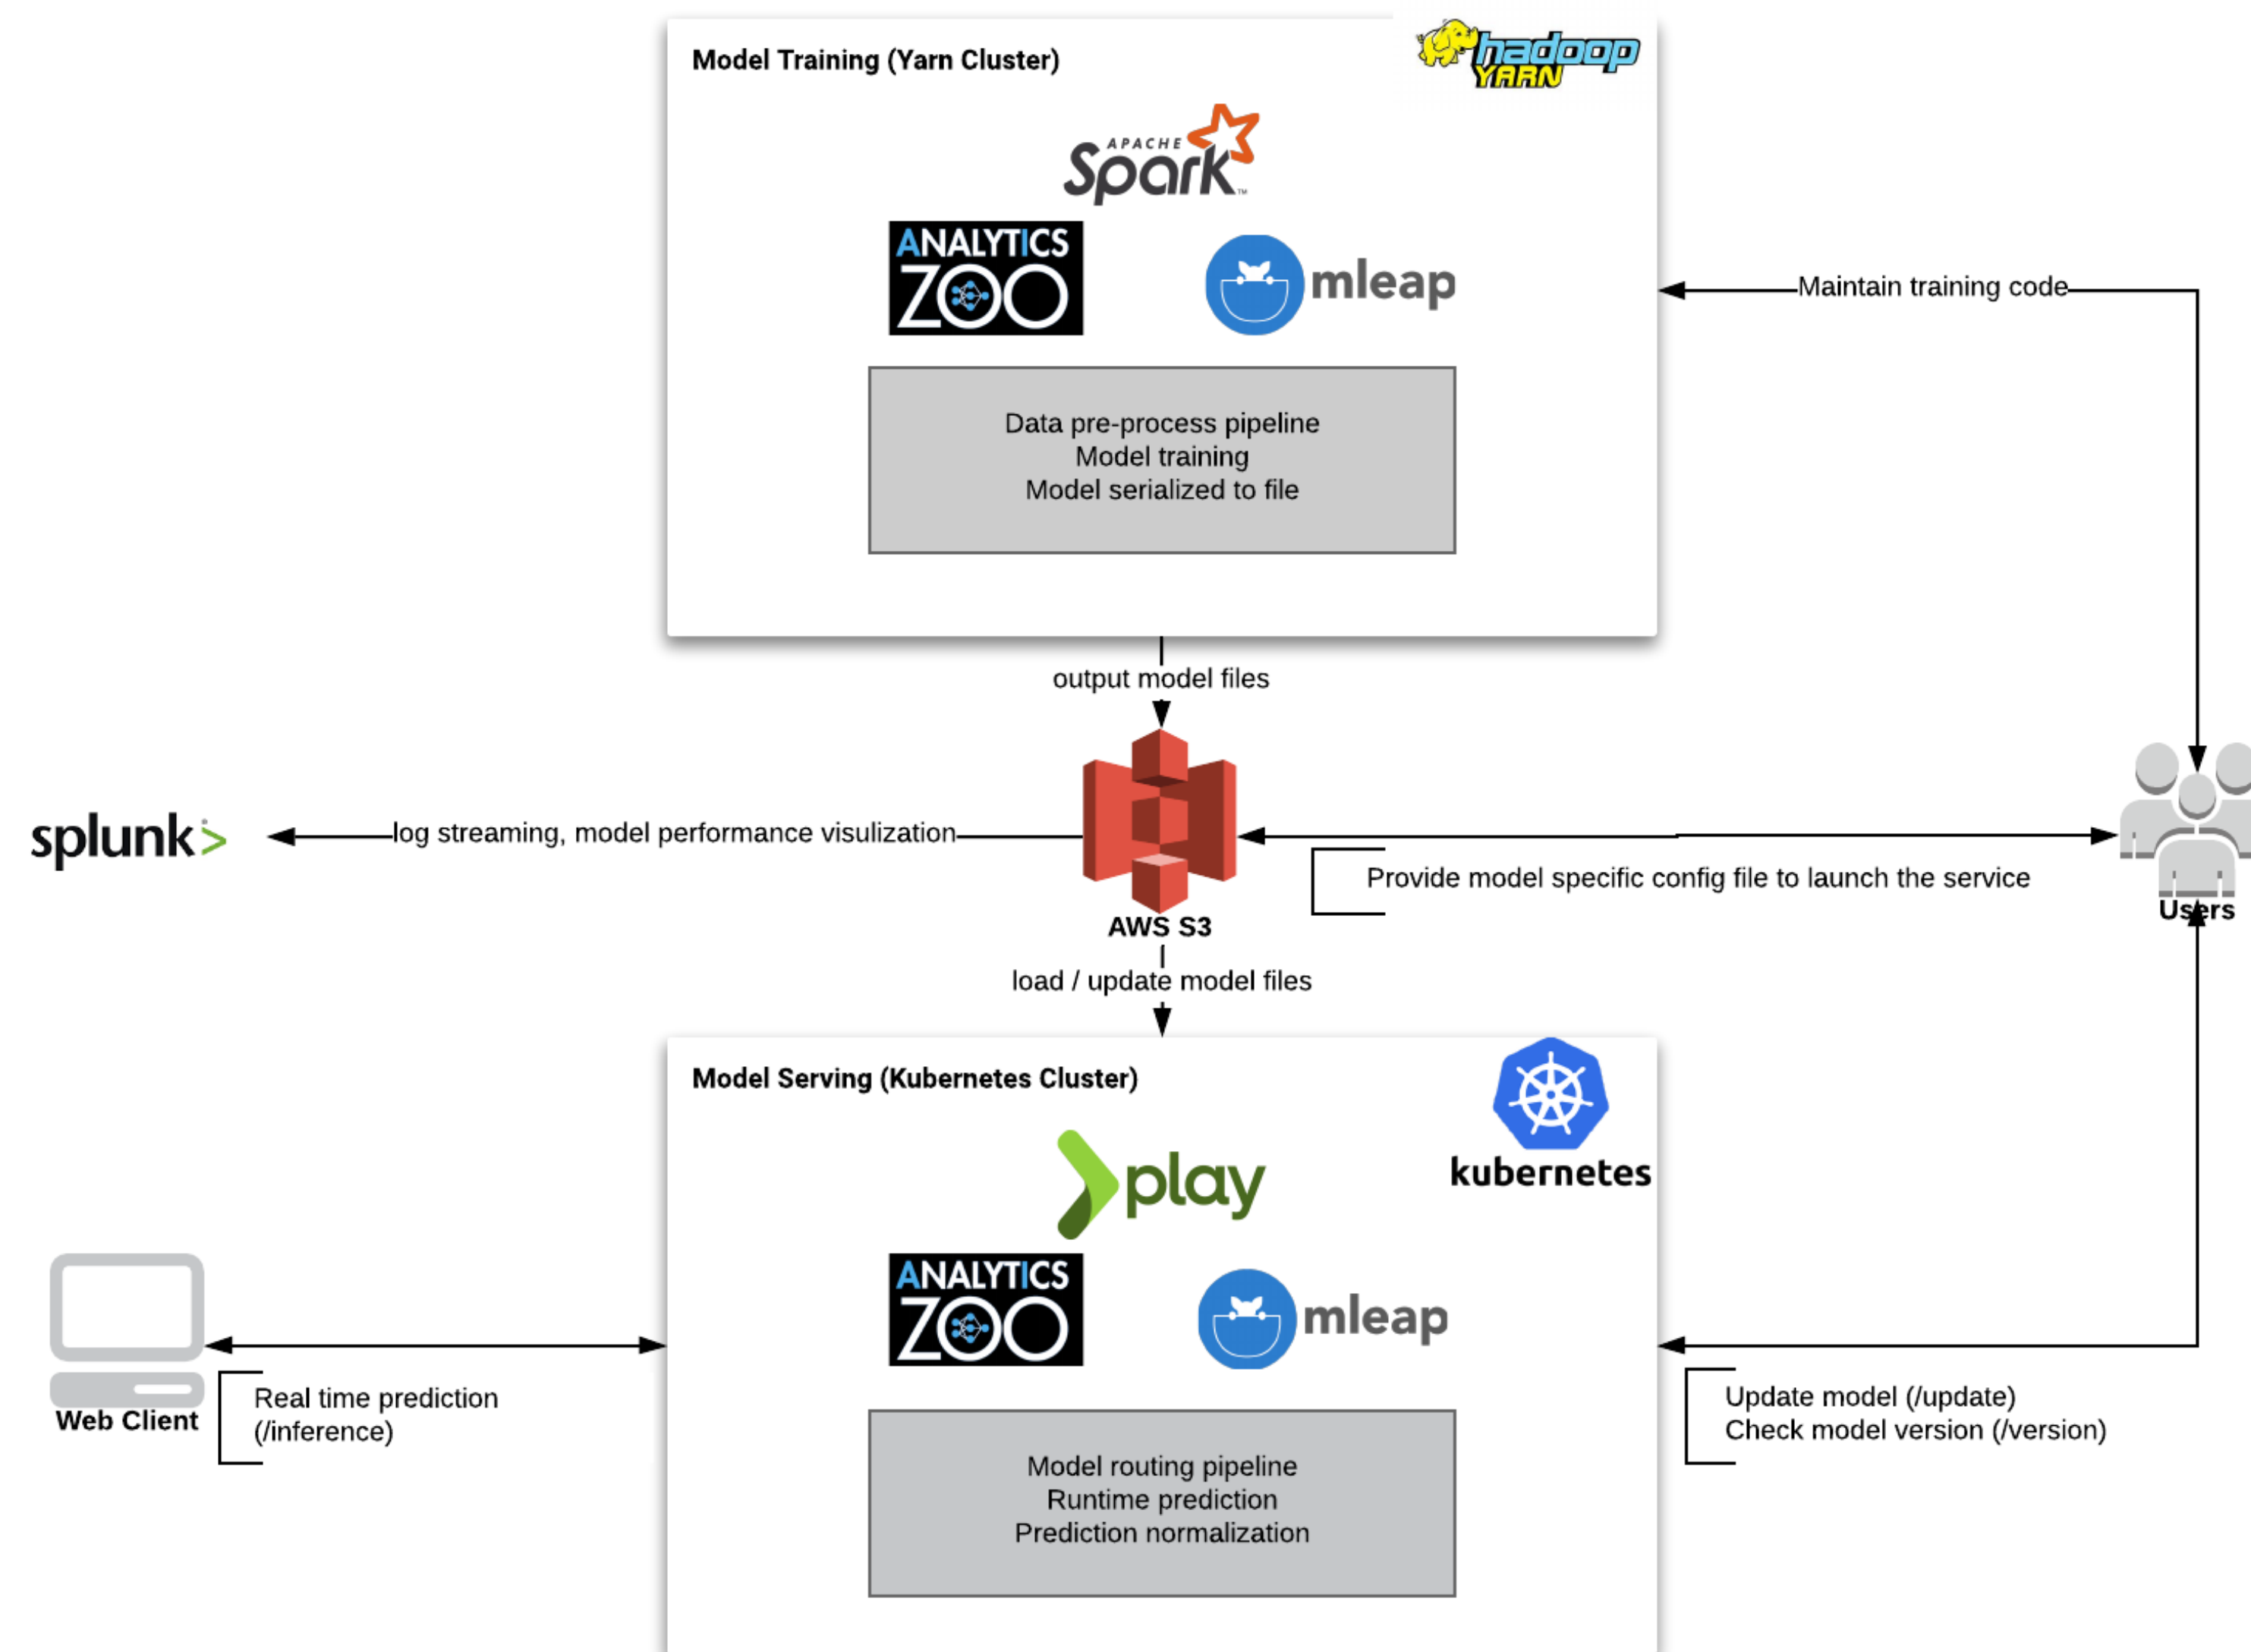 Model Training (Yarn Cluster)
hadoop
YARN
APACHE
Spark™
ANALYTICS
ZOO
mleap
Maintain training code
Data pre-process pipeline
Model training
Model serialized to file
output model files
splunk>
log streaming, model performance visulization
Provide model specific config file to launch the service
AWS S3
Users
load / update model files
Model Serving (Kubernetes Cluster)
kubernetes
play
ANALYTICS
ZOO
mleap
Web Client
Real time prediction
(/inference)
Update model (/update)
Check model version (/version)
Model routing pipeline
Runtime prediction
Prediction normalization